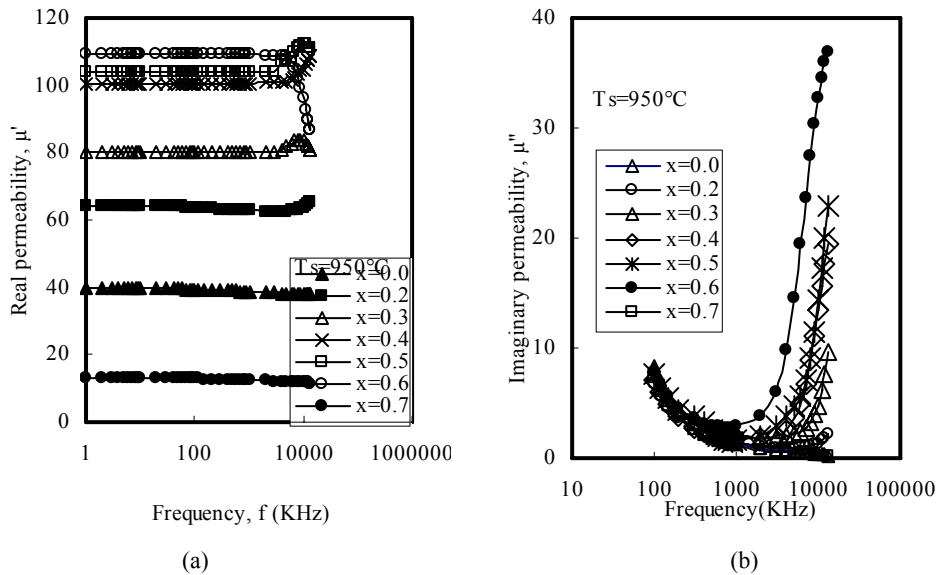 Real permeability, μ'
120
100
80
60
40
20
0
1
100
10000
1000000
Frequency, f (KHz)
Ts=950°C
x=0.0
x=0.2
x=0.3
x=0.4
x=0.5
x=0.6
x=0.7
(a)
Imaginary permeability, μ"
40
30
20
10
0
10
100
1000
10000
100000
Frequency(KHz)
Ts=950°C
x=0.0
x=0.2
x=0.3
x=0.4
x=0.5
x=0.6
x=0.7
(b)